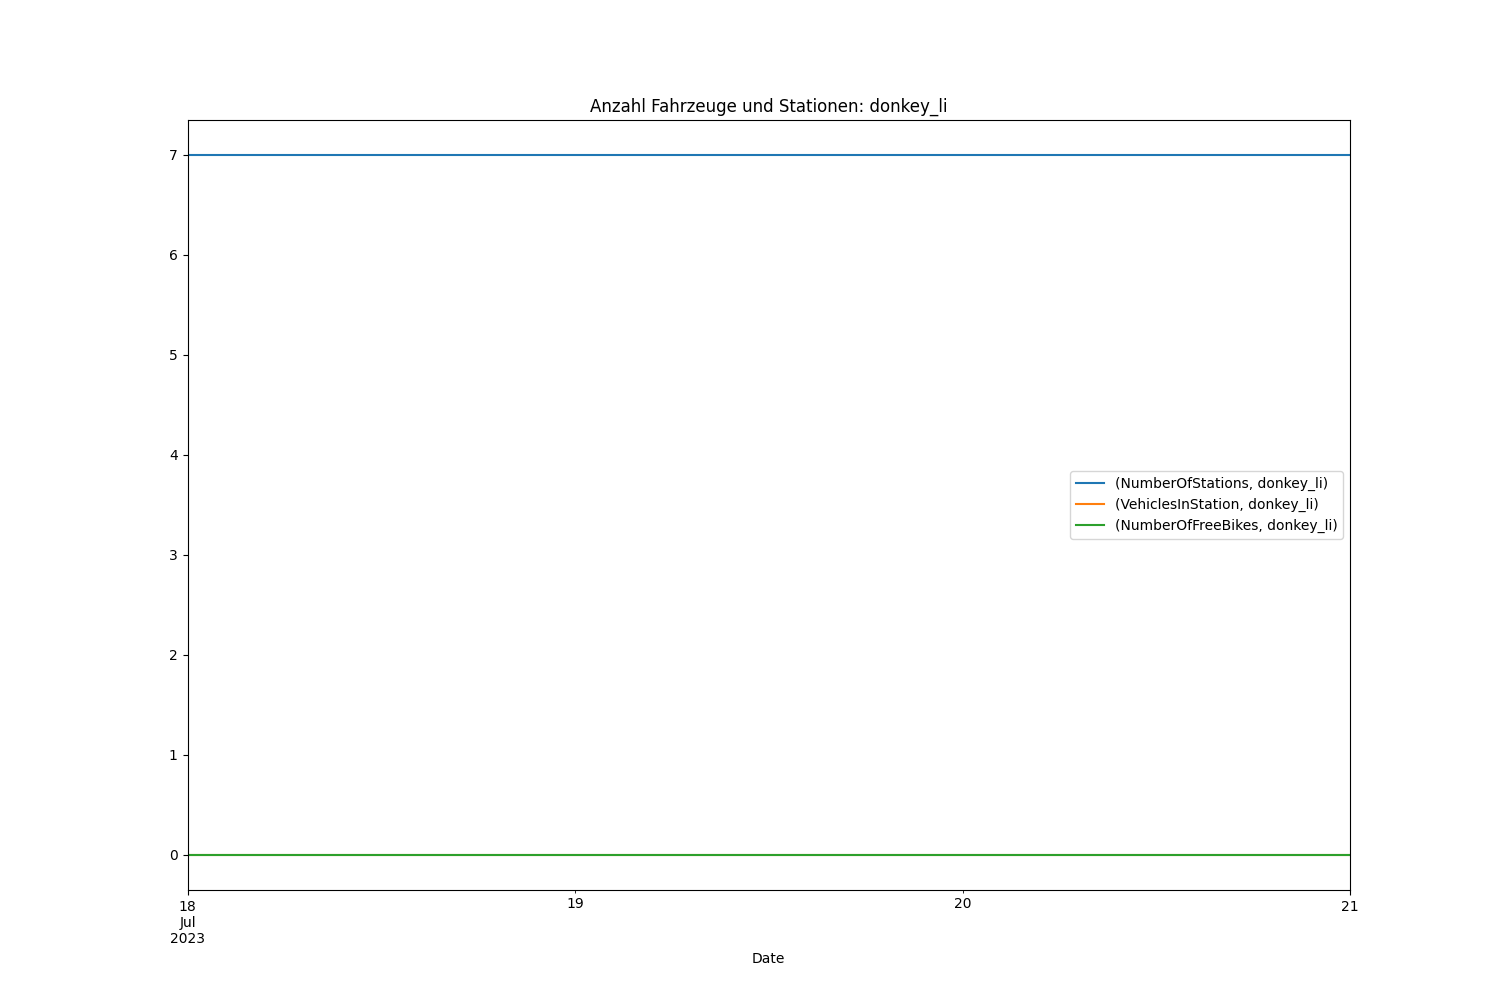 Anzahl Fahrzeuge und Stationen: donkey_li
7
6
5
4
3
2
1
0
(NumberOfStations, donkey_li)
(VehiclesInStation, donkey_li)
(NumberOfFreeBikes, donkey_li)
18 19 20 21
Jul
2023
Date